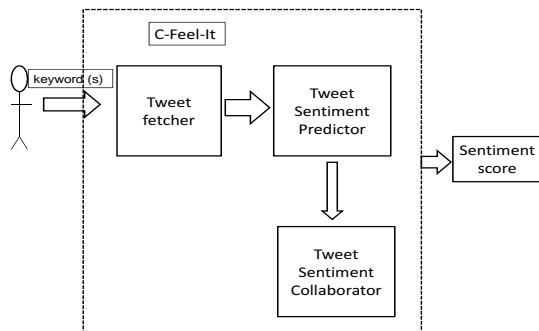 C-Feel-It
keyword (s)
Tweet
fetcher
Tweet
Sentiment
Predictor
Sentiment
score
Tweet
Sentiment
Collaborator